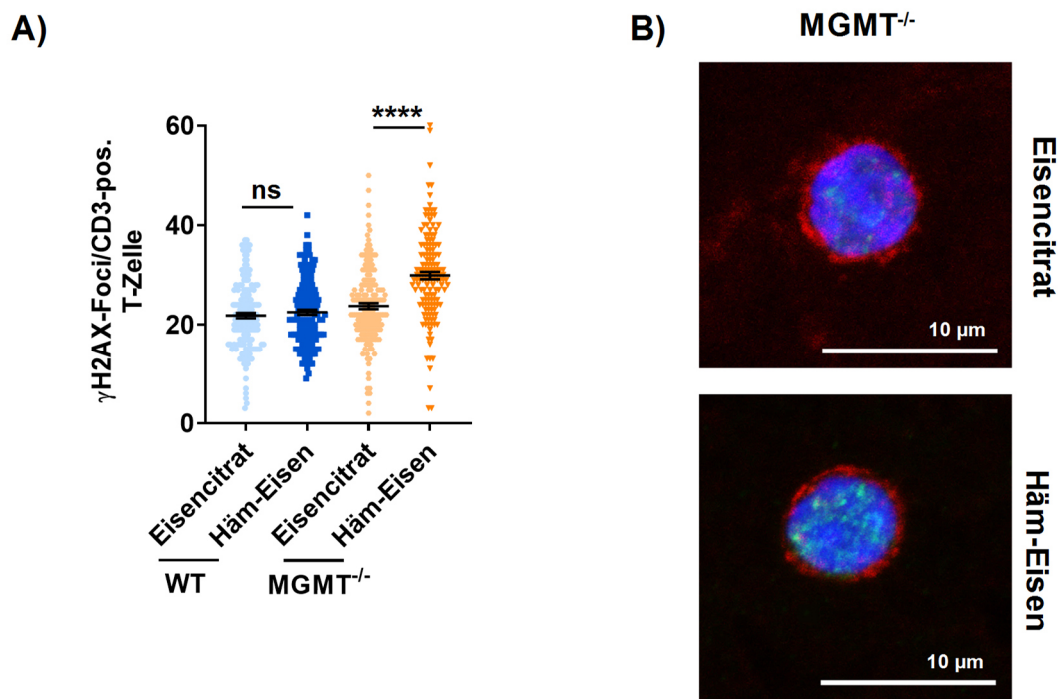 A)
γH2AX-Foci/CD3-pos.
T-Zelle
60
40
20
0
ns
****
Eisencitrat
Häm-Eisen
Eisencitrat
Häm-Eisen
WT
MGMT-/-
B)
MGMT-/-
Eisencitrat
10 µm
Häm-Eisen
10 µm